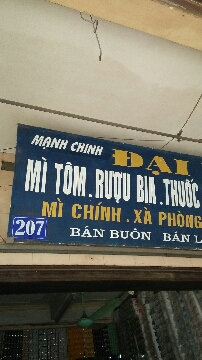 MẠNH CHINH
ĐẠI
MÌ TÔM.RƯỢU BIA.THUỐC
MÌ CHÍNH.XÀ PHÒNG
207
BÁN BUÔN BÁN L